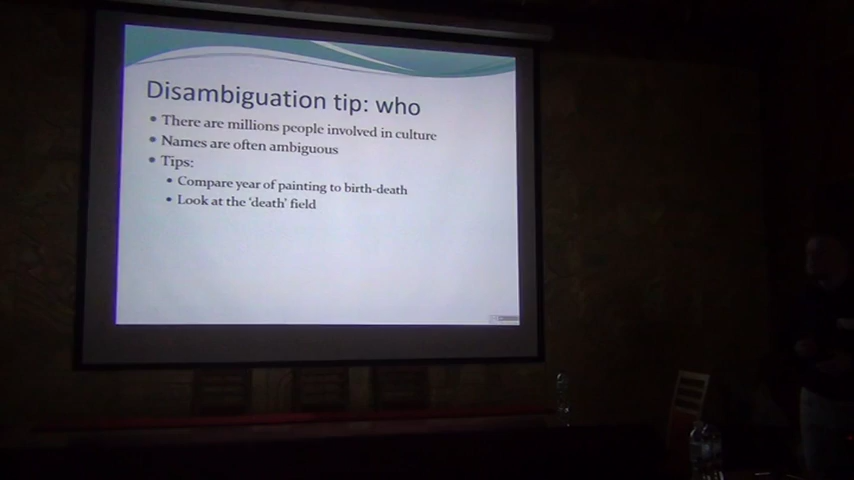 Disambiguation tip: who
• There are millions people involved in culture
• Names are often ambiguous
• Tips:
• Compare year of painting to birth-death
• Look at the 'death' field